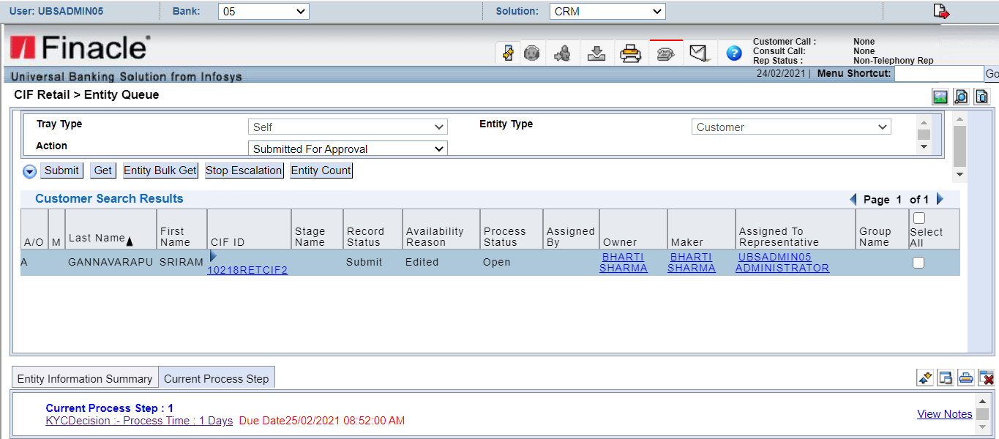 User: UBSADMIN05 Bank: 05 Solution: CRM
Finacle
Universal Banking Solution from Infosys
Customer Call : None
Consult Call: None
Rep Status : Non-Telephony Rep
24/02/2021 | Menu Shortcut: Go
CIF Retail > Entity Queue
Tray Type Self Entity Type Customer
Action Submitted For Approval
Submit Get Entity Bulk Get Stop Escalation Entity Count
Customer Search Results Page 1 of 1
A/O M Last Name First Name CIF ID Stage Name Record Status Availability Reason Process Status Assigned By Owner Maker Assigned To Representative Group Name Select All
A GANNAVARAPU SRIRAM 10218RETCIF2 Submit Edited Open BHARTI SHARMA BHARTI SHARMA UBSADMIN05 ADMINISTRATOR
Entity Information Summary Current Process Step
Current Process Step : 1
KYCDecision :- Process Time : 1 Days Due Date25/02/2021 08:52:00 AM View Notes